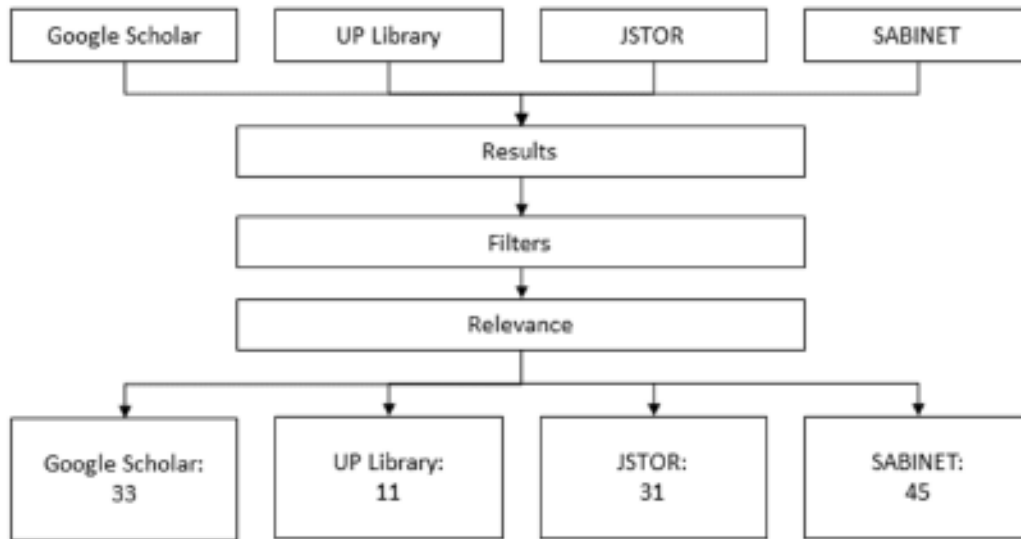 Google Scholar
UP Library
JSTOR
SABINET
Results
Filters
Relevance
Google Scholar:
33
UP Library:
11
JSTOR:
31
SABINET:
45